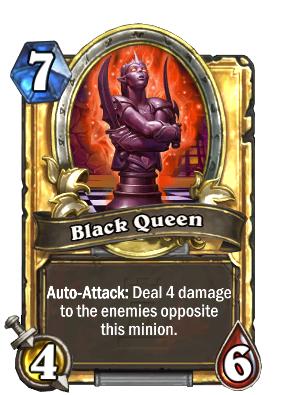 7
Black Queen
Auto-Attack: Deal 4 damage
to the enemies opposite
this minion.
4
6